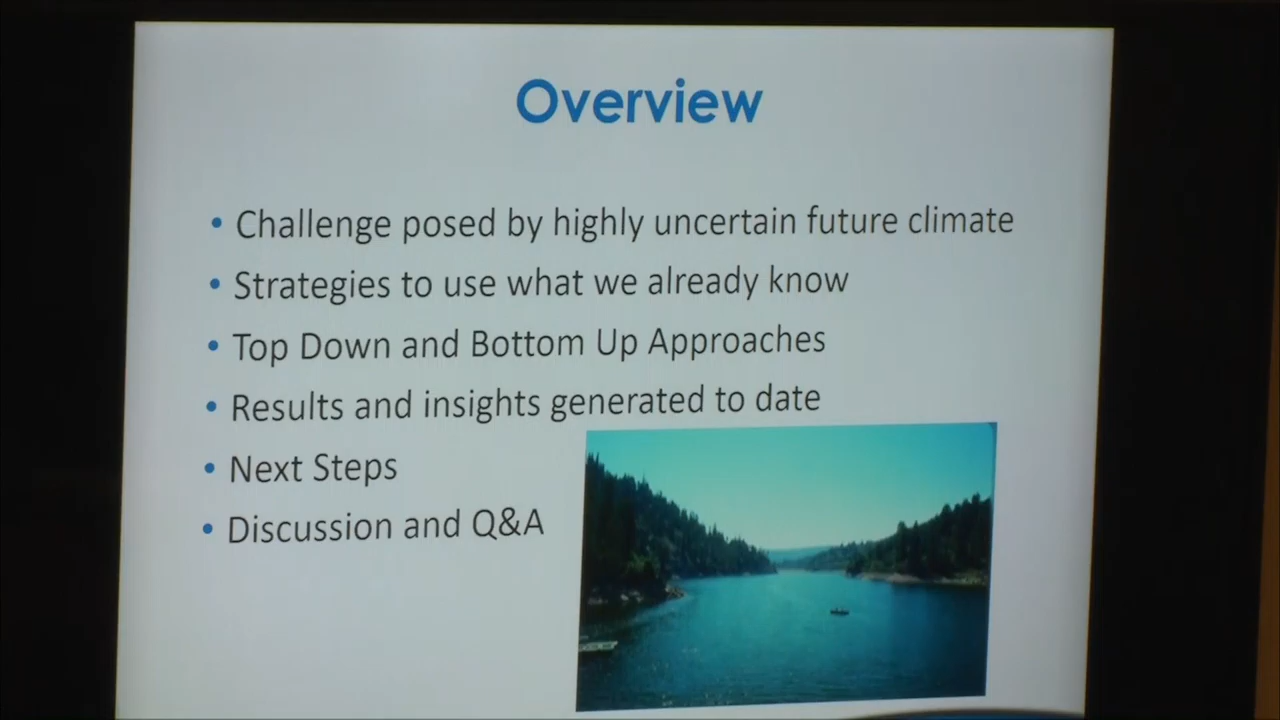 Overview
• Challenge posed by highly uncertain future climate
• Strategies to use what we already know
• Top Down and Bottom Up Approaches
• Results and insights generated to date
• Next Steps
• Discussion and Q&A